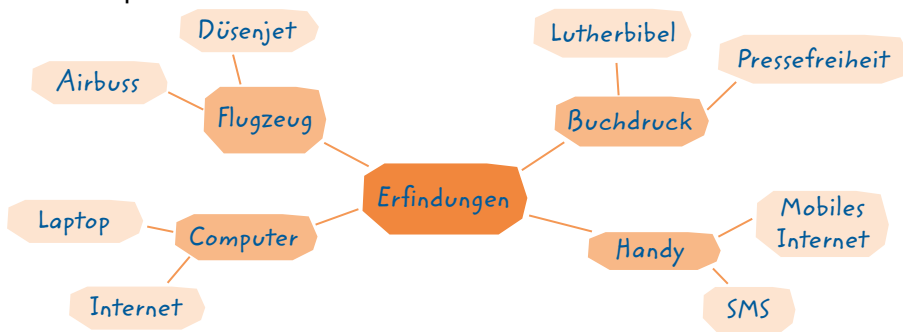 Düsenjet
Lutherbibel
Pressefreiheit
Airbuss
Flugzeug
Buchdruck
Erfindungen
Mobiles
Internet
Laptop
Computer
Handy
Internet
SMS